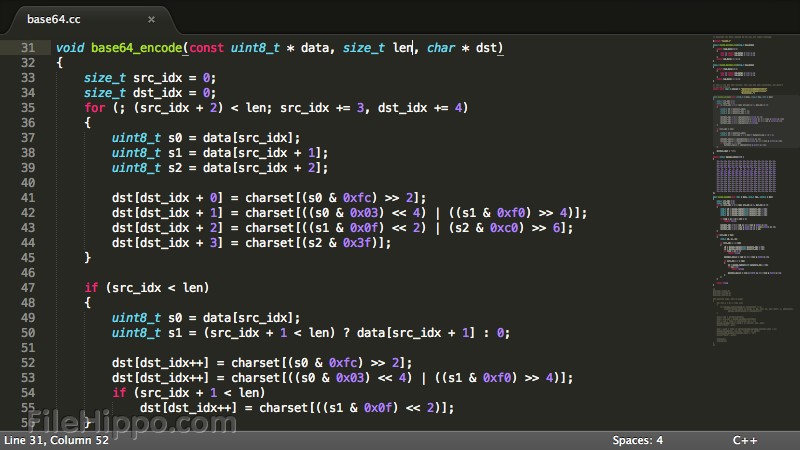 base64.cc ×
31 void base64_encode(const uint8_t * data, size_t len, char * dst)
32 {
33 size_t src_idx = 0;
34 size_t dst_idx = 0;
35 for (; (src_idx + 2) < len; src_idx += 3, dst_idx += 4)
36 {
37 uint8_t s0 = data[src_idx];
38 uint8_t s1 = data[src_idx + 1];
39 uint8_t s2 = data[src_idx + 2];
40
41 dst[dst_idx + 0] = charset[(s0 & 0xfc) >> 2];
42 dst[dst_idx + 1] = charset[((s0 & 0x03) << 4) | ((s1 & 0xf0) >> 4)];
43 dst[dst_idx + 2] = charset[((s1 & 0x0f) << 2) | (s2 & 0xc0) >> 6];
44 dst[dst_idx + 3] = charset[(s2 & 0x3f)];
45 }
46
47 if (src_idx < len)
48 {
49 uint8_t s0 = data[src_idx];
50 uint8_t s1 = (src_idx + 1 < len) ? data[src_idx + 1] : 0;
51
52 dst[dst_idx++] = charset[(s0 & 0xfc) >> 2];
53 dst[dst_idx++] = charset[((s0 & 0x03) << 4) | ((s1 & 0xf0) >> 4)];
54 if (src_idx + 1 < len)
55 dst[dst_idx++] = charset[((s1 & 0x0f) << 2)];
56 }
FileHippo.com
Line 31, Column 52 Spaces: 4 C++